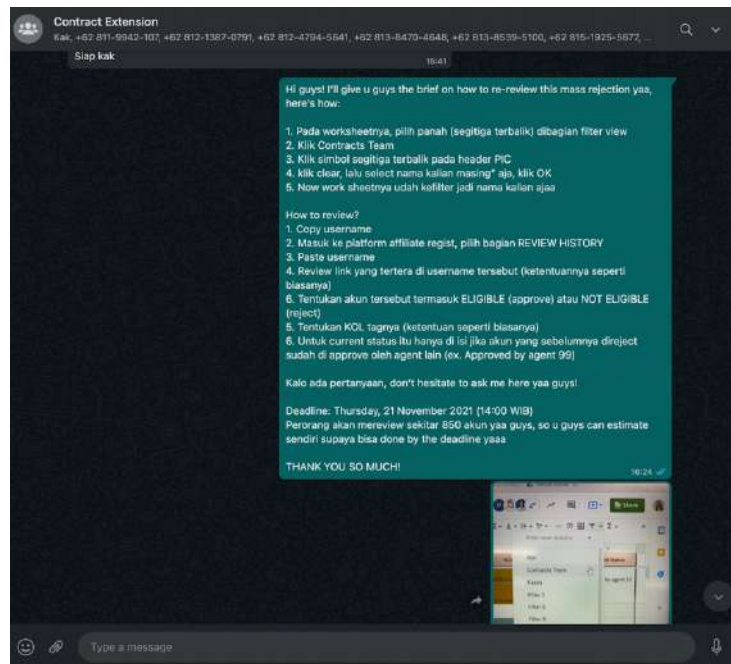 Contract Extension
Kak, +62 811-9942-107, +62 812-1387-0791, +62 812-4794-5641, +62 813-8470-4648, +62 813-8539-5100, +62 815-1925-5677, ...
Siap kak
16:41
Hi guys! I'll give u guys the brief on how to re-review this mass rejection yaa,
here's how:
1. Pada worksheetnya, pilih panah (segitiga terbalik) dibagian filter view
2. Klik Contracts Team
3. Klik simbol segitiga terbalik pada header PIC
4. klik clear, lalu select nama kalian masing" aja, klik OK
5. Now work sheetnya udah kefilter jadi nama kalian ajaa
How to review?
1. Copy username
2. Masuk ke platform affiliate regist, pilih bagian REVIEW HISTORY
3. Paste username
4. Review link yang tertera di username tersebut (ketentuannya seperti
biasanya)
6. Tentukan akun tersebut termasuk ELIGIBLE (approve) atau NOT ELIGIBLE
(reject)
5. Tentukan KOL tagnya (ketentuan seperti biasanya)
6. Untuk current status itu hanya di isi jika akun yang sebelumnya direject
sudah di approve oleh agent lain (ex. Approved by agent 99)
Kalo ada pertanyaan, don't hesitate to ask me here yaa guys!
Deadline: Thursday, 21 November 2021 (14:00 WIB)
Perorang akan mereview sekitar 850 akun yaa guys, so u guys can estimate
sendiri supaya bisa done by the deadline yaaa
THANK YOU SO MUCH!
16:24
Share
Contracts Team
Type a message